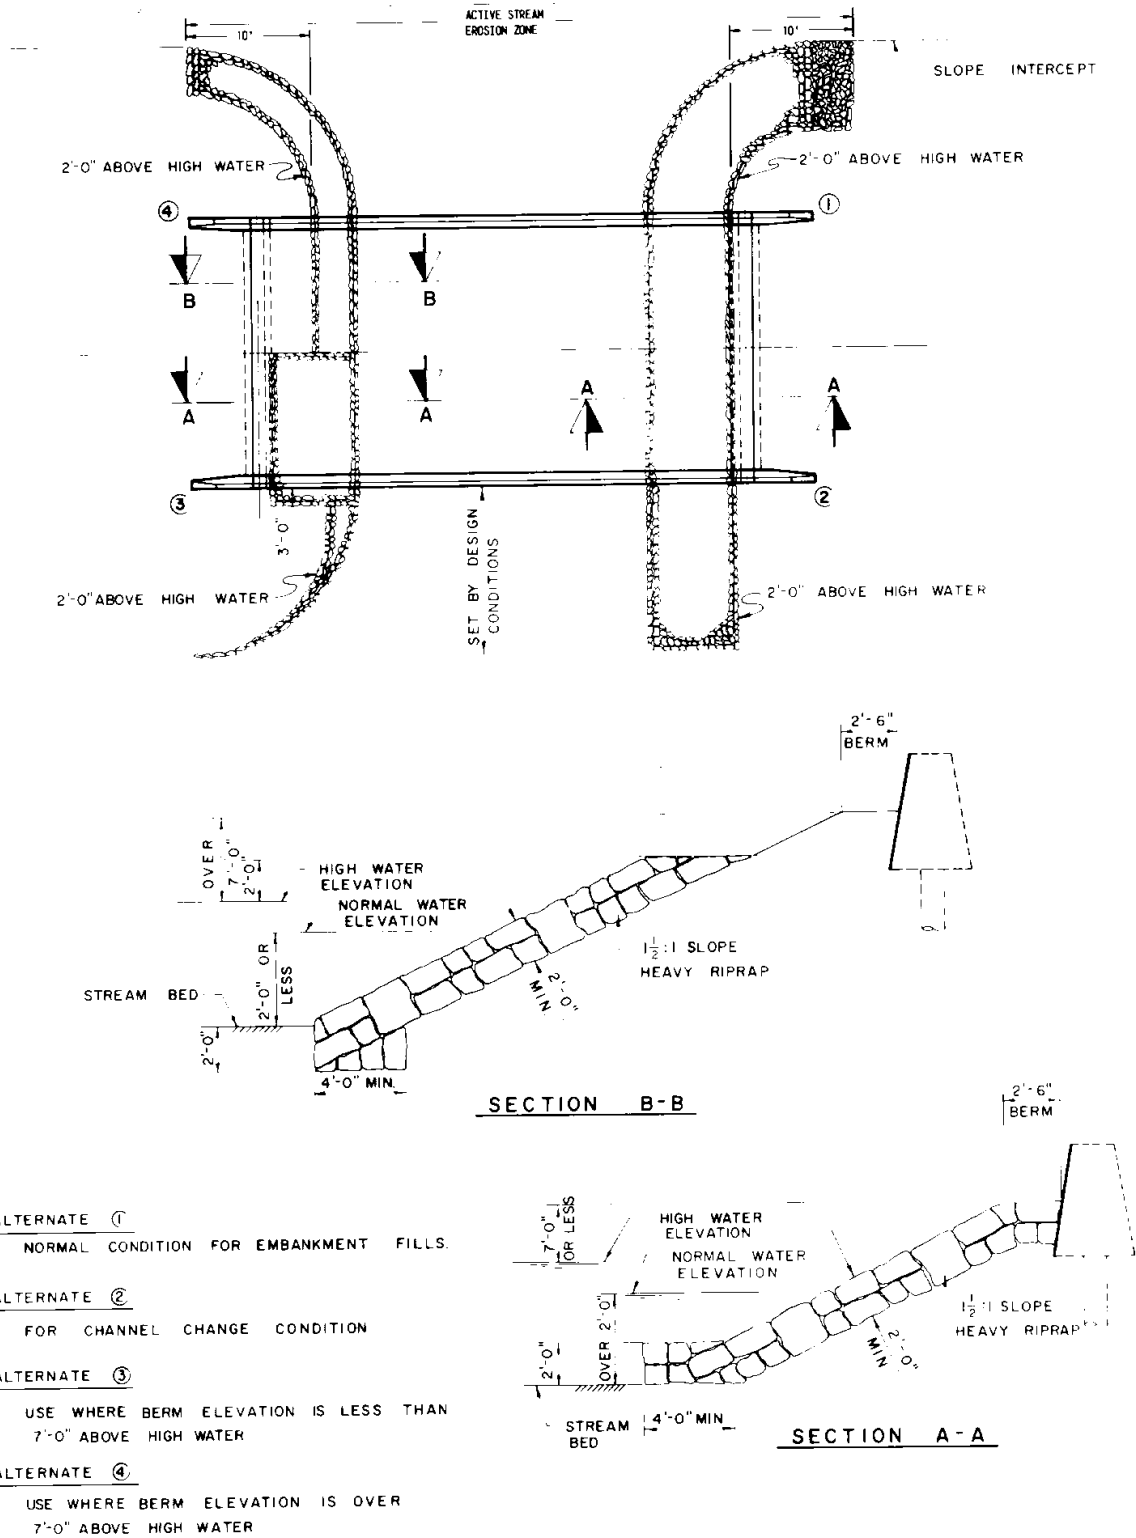 ACTIVE STREAM
EROSION ZONE
10'
10'
SLOPE INTERCEPT
2'-0" ABOVE HIGH WATER
2'-0" ABOVE HIGH WATER
④
①
B
B
A
A
A
A
③
②
3'-0"
SET BY DESIGN
CONDITIONS
2'-0" ABOVE HIGH WATER
2'-0" ABOVE HIGH WATER
2'-6"
BERM
OVER
7'-0"
2'-0"
HIGH WATER
ELEVATION
NORMAL WATER
ELEVATION
2'-0" OR
LESS
STREAM BED
2'-0"
4'-0" MIN.
2'-0"
MIN.
1½:1 SLOPE
HEAVY RIPRAP
SECTION B-B
2'-6"
BERM
7'-0"
OR LESS
HIGH WATER
ELEVATION
NORMAL WATER
ELEVATION
2'-0"
OVER 2'-0"
2'-0"
MIN
1½:1 SLOPE
HEAVY RIPRAP
STREAM
BED
4'-0" MIN
SECTION A-A
LTERNATE ①
NORMAL CONDITION FOR EMBANKMENT FILLS.
LTERNATE ②
FOR CHANNEL CHANGE CONDITION
LTERNATE ③
USE WHERE BERM ELEVATION IS LESS THAN
7'-0" ABOVE HIGH WATER
LTERNATE ④
USE WHERE BERM ELEVATION IS OVER
7'-0" ABOVE HIGH WATER